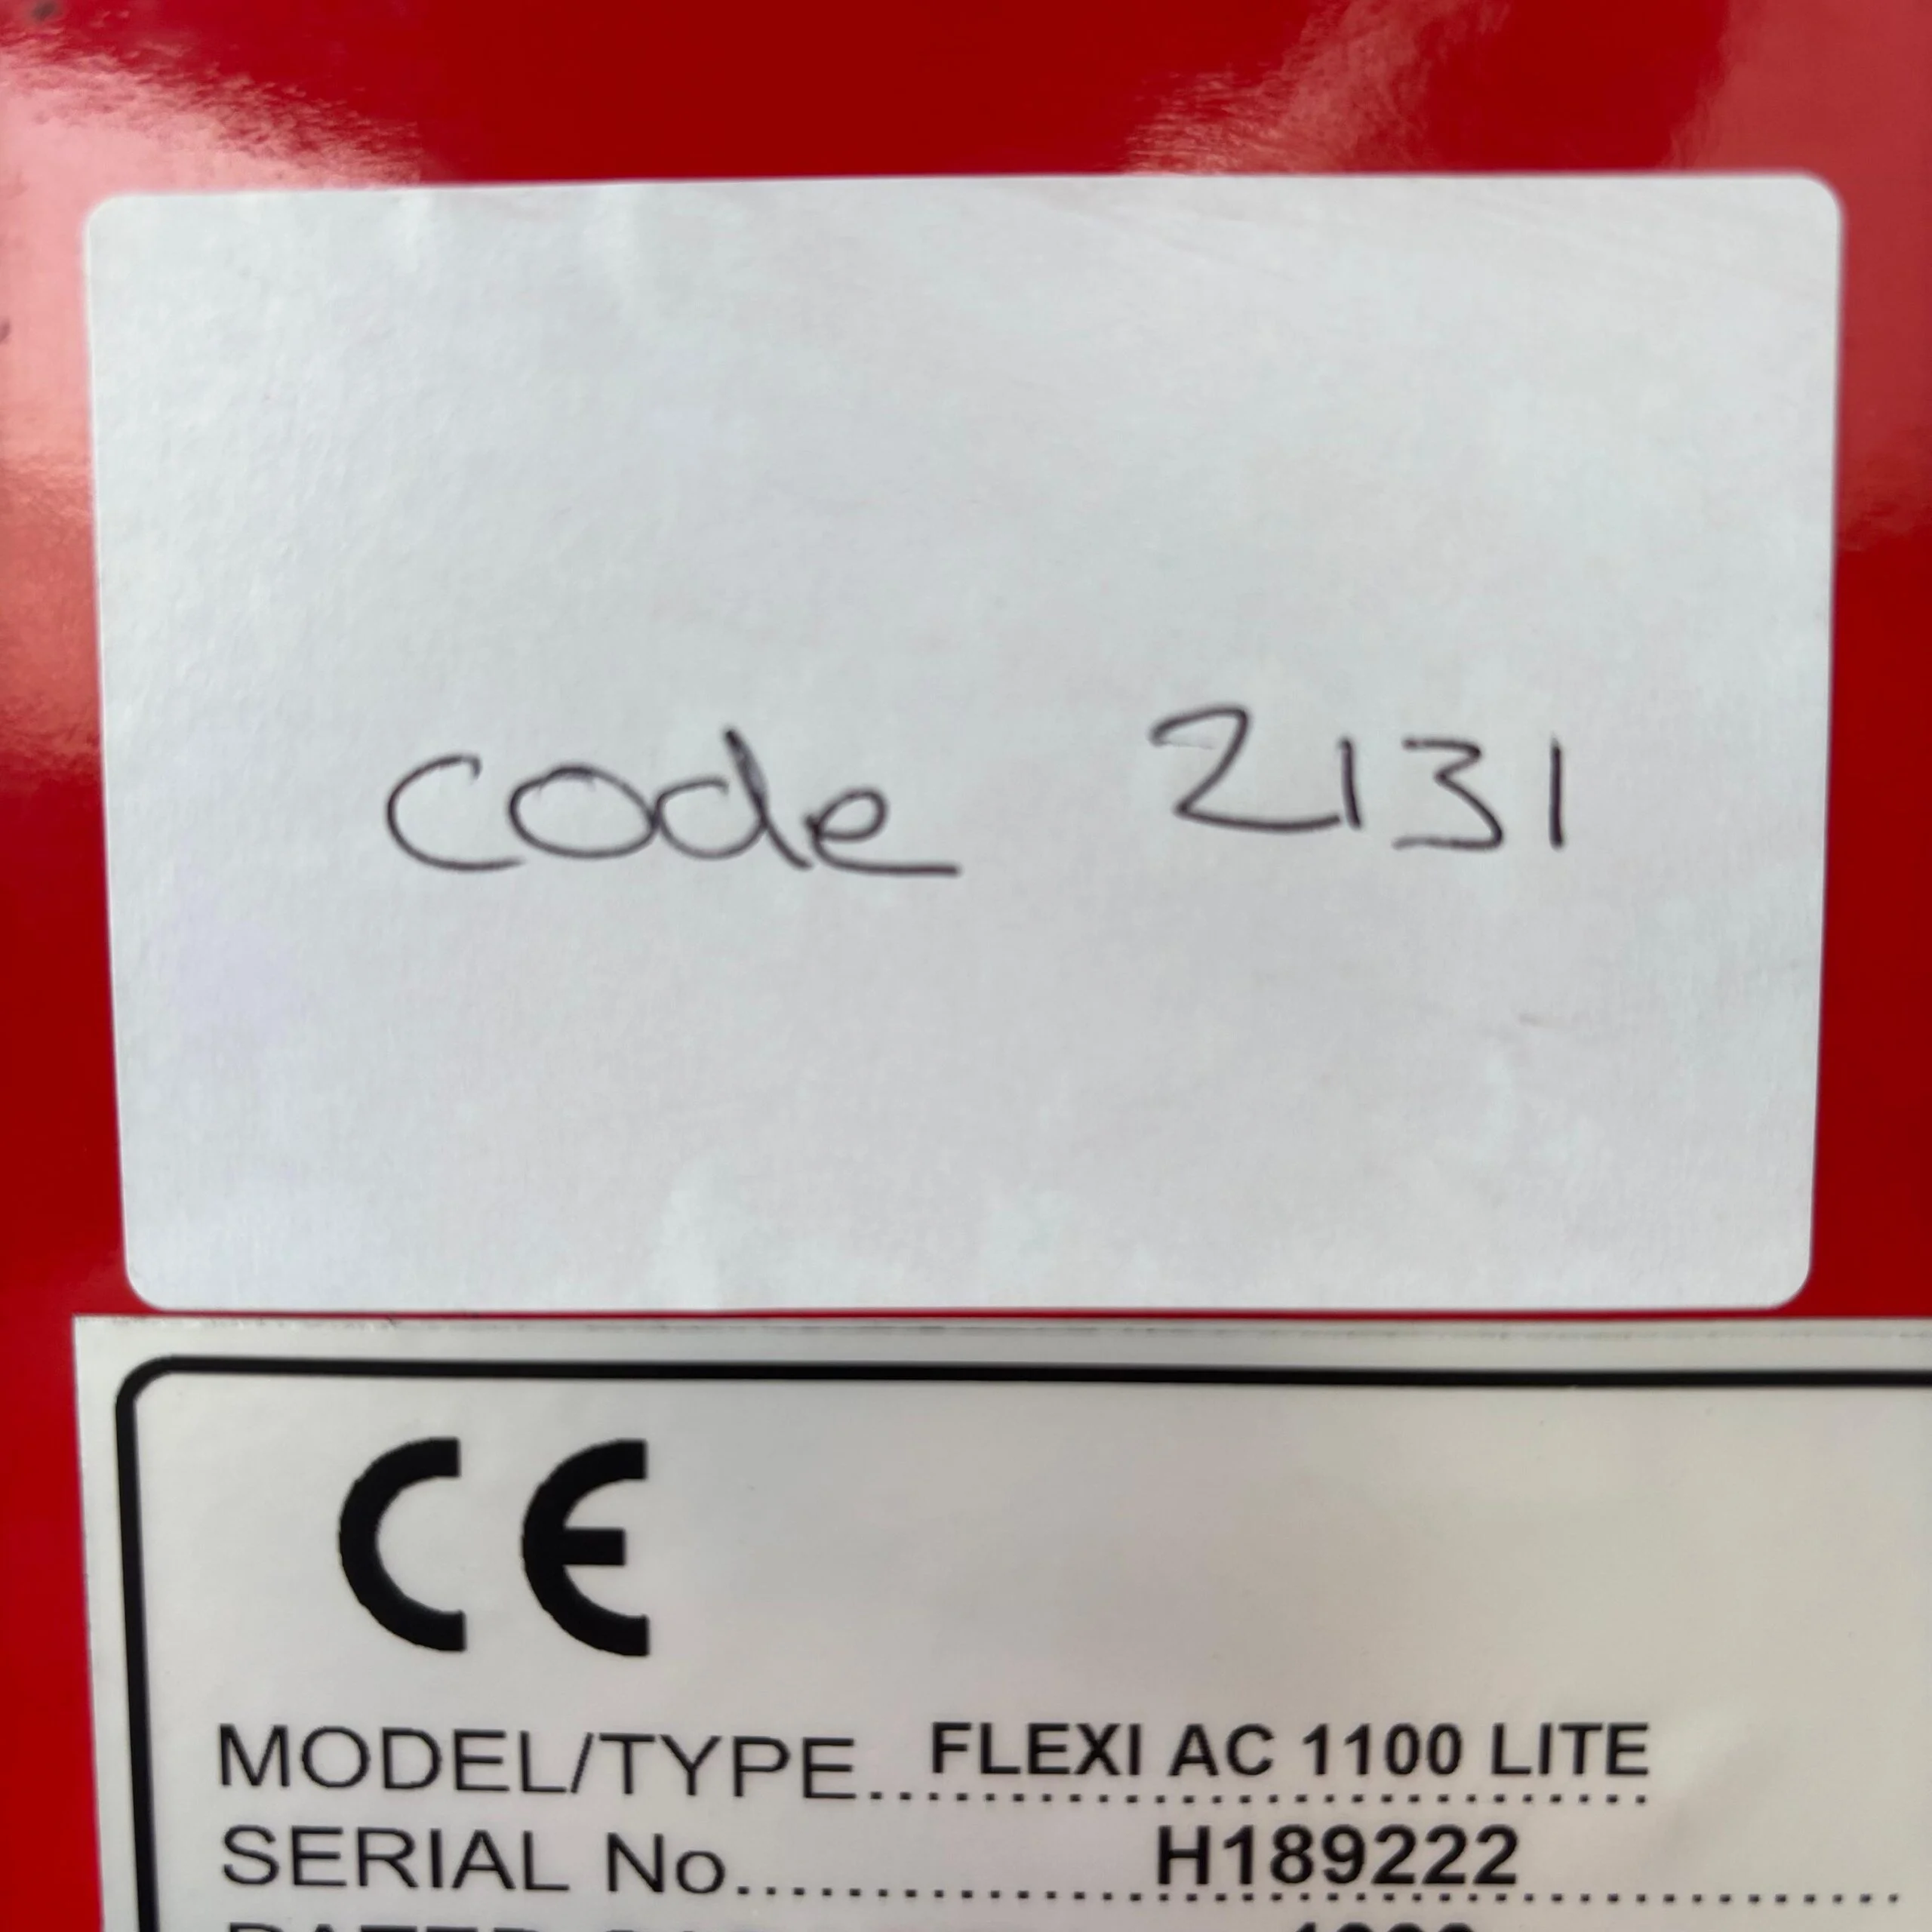 code 2131
CE
MODEL/TYPE.. FLEXI AC 1100 LITE
SERIAL No.......... H189222